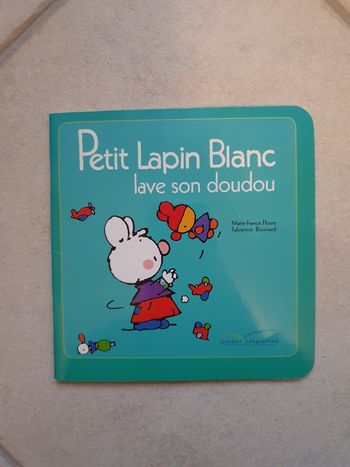 Petit Lapin Blanc
lave son doudou
Marie-France Floury
Fabienne Boisnard
Gautier Languereau